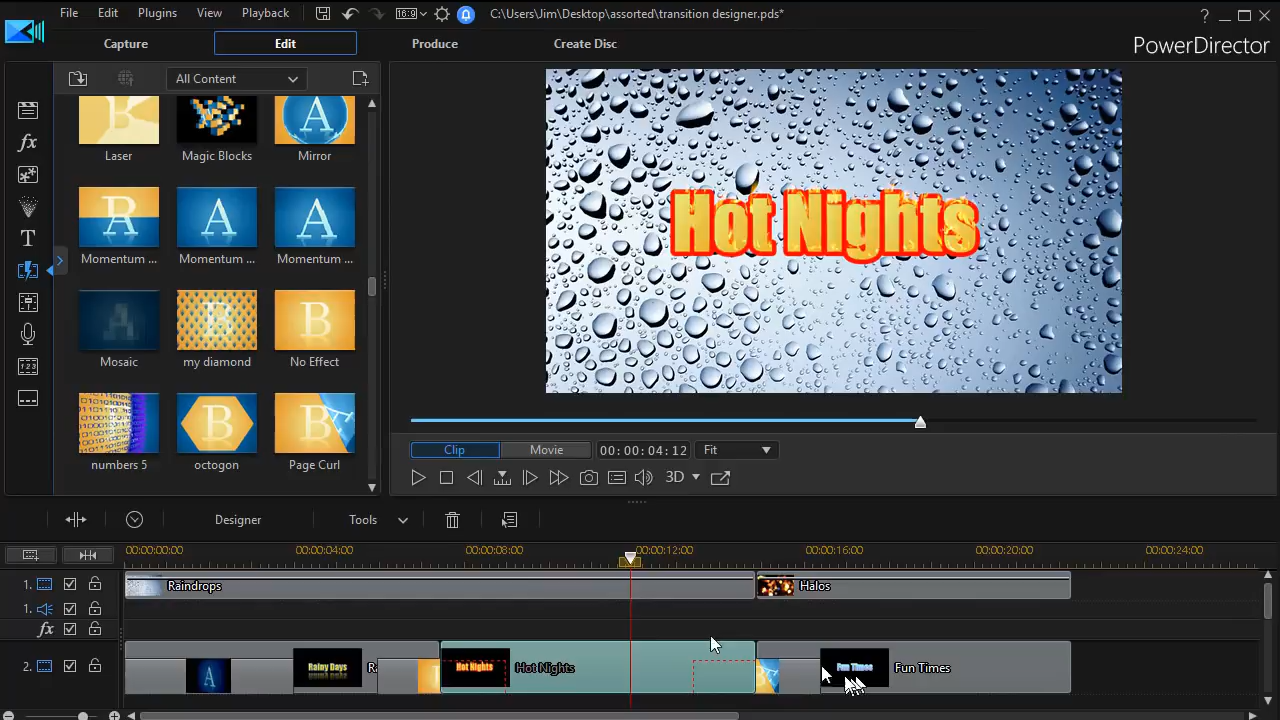 File Edit Plugins View Playback 16:9 C:\Users\Jim\Desktop\assorted\transition designer.pds* ?
Capture Edit Produce Create Disc PowerDirector
All Content
Laser Magic Blocks Mirror
Momentum ... Momentum ... Momentum ...
Mosaic my diamond No Effect
numbers 5 octogon Page Curl
Hot Nights
Clip Movie 00:00:04:12 Fit
3D
Designer Tools
00:00:00:00 00:00:04:00 00:00:08:00 00:00:12:00 00:00:16:00 00:00:20:00 00:00:24:00
1. Raindrops Halos
1.
fx
2. Rainy Days R Hot Nights Hot Nights Fun Times Fun Times